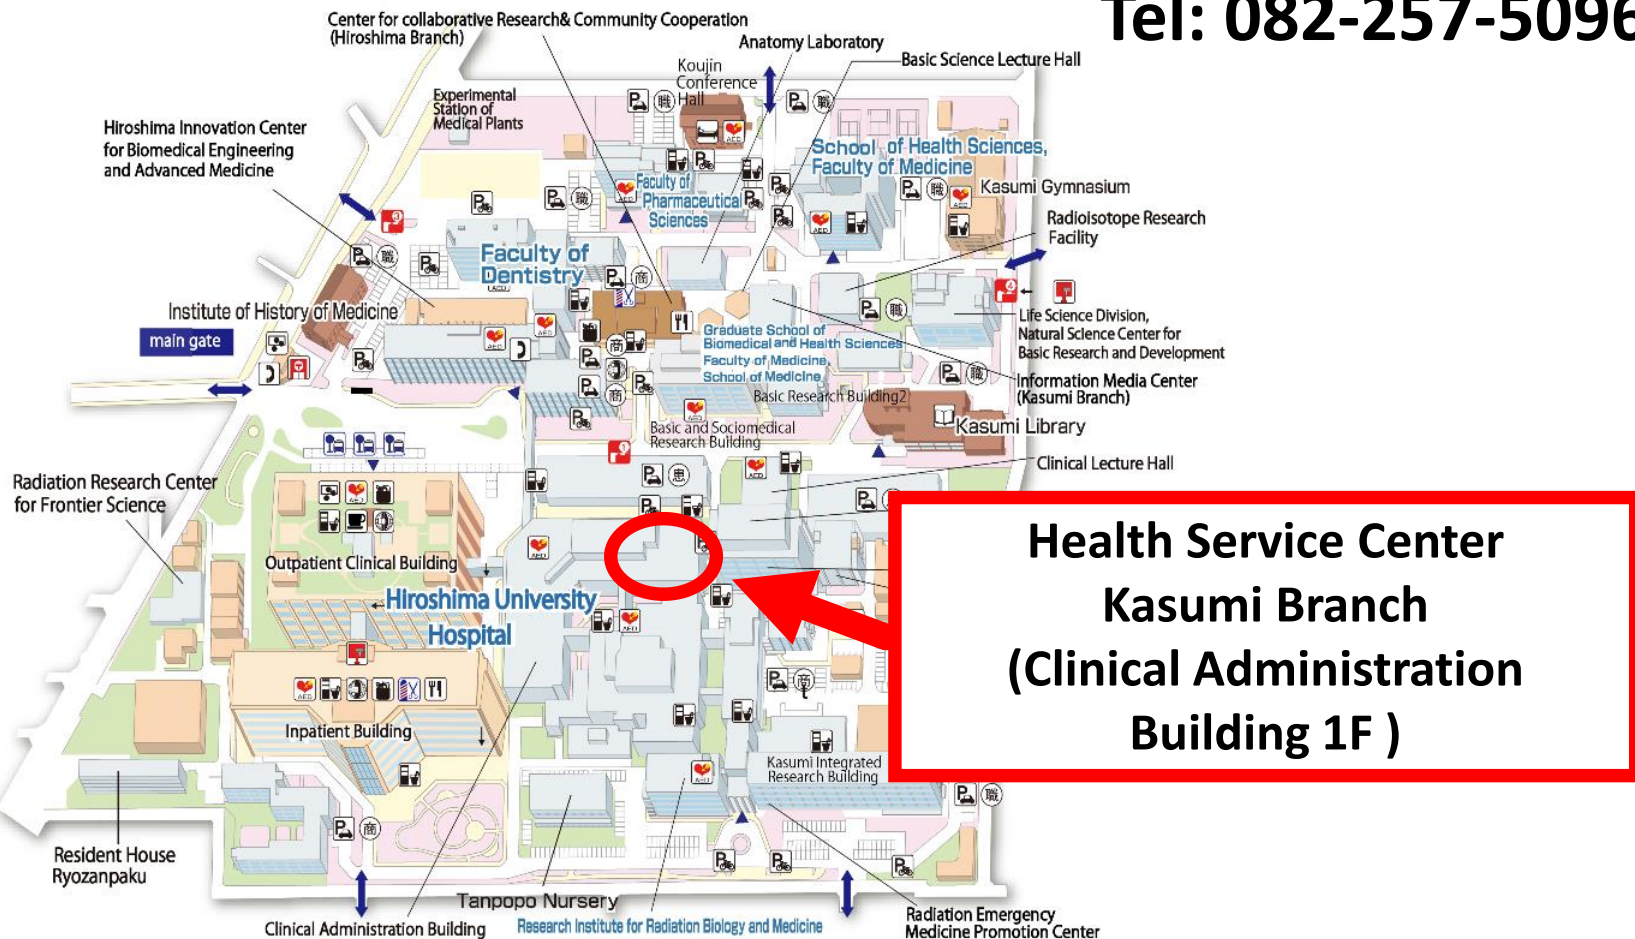 Tel: 082-257-5096
Center for collaborative Research& Community Cooperation
(Hiroshima Branch)
Anatomy Laboratory
Basic Science Lecture Hall
Koujin
Conference
Hall
Experimental
Station of
Medical Plants
Hiroshima Innovation Center
for Biomedical Engineering
and Advanced Medicine
School of Health Sciences,
Faculty of Medicine
Faculty of
Pharmaceutical
Sciences
Kasumi Gymnasium
Radioisotope Research
Facility
Faculty of
Dentistry
Institute of History of Medicine
main gate
Graduate School of
Biomedical and Health Sciences
Faculty of Medicine,
School of Medicine
Life Science Division,
Natural Science Center for
Basic Research and Development
Information Media Center
(Kasumi Branch)
Basic Research Building2
Basic and Sociomedical
Research Building
Kasumi Library
Clinical Lecture Hall
Radiation Research Center
for Frontier Science
Outpatient Clinical Building
Hiroshima University
Hospital
Health Service Center
Kasumi Branch
(Clinical Administration
Building 1F )
Inpatient Building
Kasumi Integrated
Research Building
Resident House
Ryozanpaku
Tanpopo Nursery
Clinical Administration Building
Research Institute for Radiation Biology and Medicine
Radiation Emergency
Medicine Promotion Center